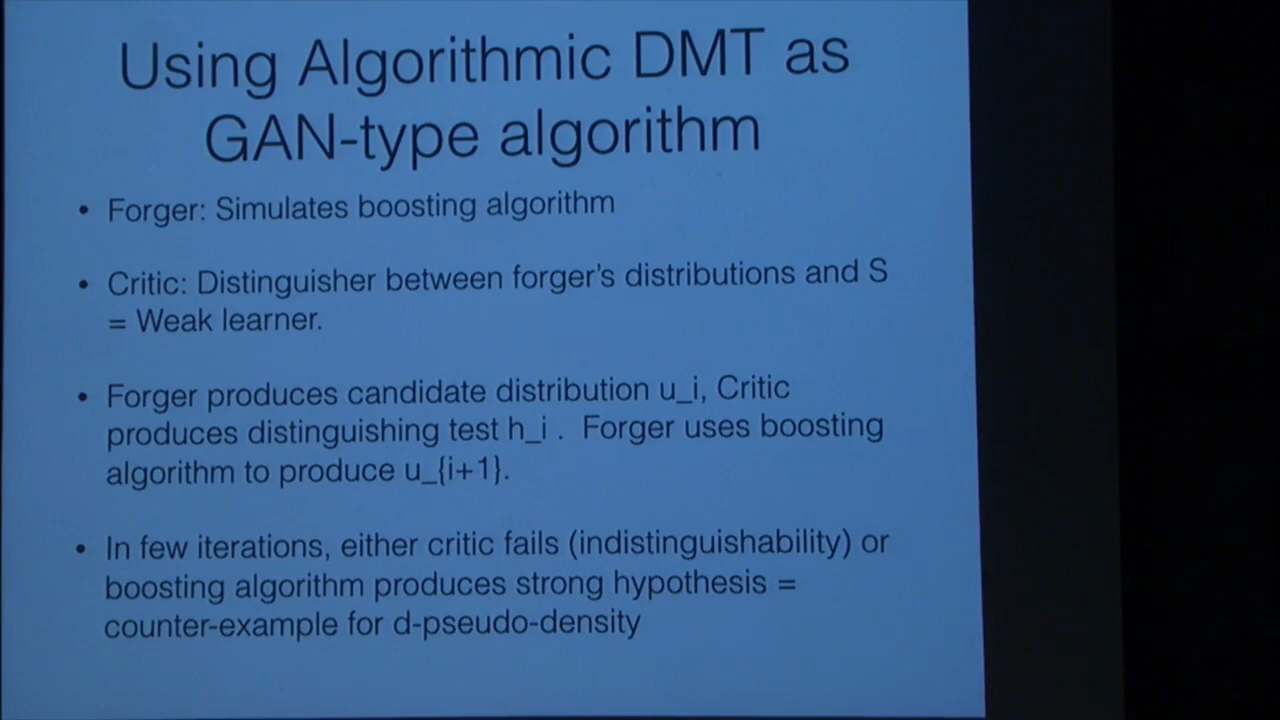 Using Algorithmic DMT as
GAN-type algorithm
• Forger: Simulates boosting algorithm
• Critic: Distinguisher between forger's distributions and S
= Weak learner.
• Forger produces candidate distribution u_i, Critic
produces distinguishing test h_i . Forger uses boosting
algorithm to produce u_{i+1}.
• In few iterations, either critic fails (indistinguishability) or
boosting algorithm produces strong hypothesis =
counter-example for d-pseudo-density